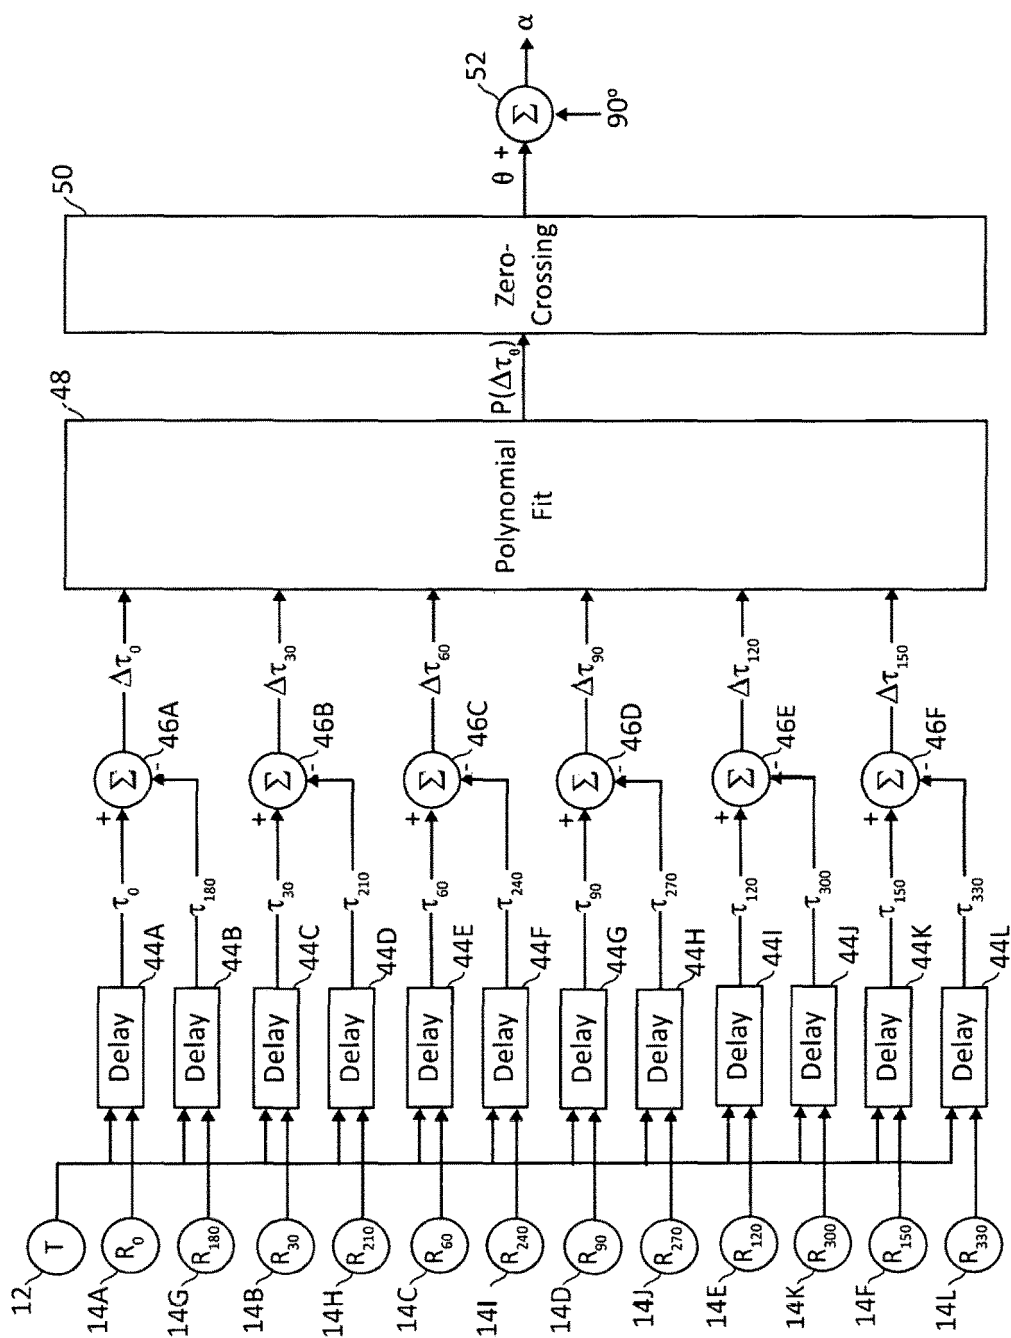 12
T
14A
R0
14G
R180
14B
R30
14H
R210
14C
R60
14I
R240
14D
R90
14J
R270
14E
R120
14K
R300
14F
R150
14L
R330
Delay
44A
Delay
44B
Delay
44C
Delay
44D
Delay
44E
Delay
44F
Delay
44G
Delay
44H
Delay
44I
Delay
44J
Delay
44K
Delay
44L
τ0
τ180
τ30
τ210
τ60
τ240
τ90
τ270
τ120
τ300
τ150
τ330
+
Σ
-
46A
+
Σ
-
46B
+
Σ
-
46C
+
Σ
-
46D
+
Σ
-
46E
+
Σ
-
46F
Δτ0
Δτ30
Δτ60
Δτ90
Δτ120
Δτ150
48
Polynomial
Fit
P(Δτθ)
50
Zero-
Crossing
θ +
Σ
52
90º
α